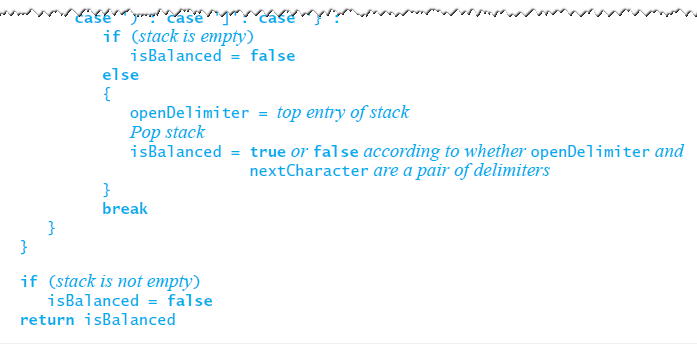 case ')': case ']': case '}':
if (stack is empty)
isBalanced = false
else
{
openDelimiter = top entry of stack
Pop stack
isBalanced = true or false according to whether openDelimiter and
nextCharacter are a pair of delimiters
}
break
}
}
if (stack is not empty)
isBalanced = false
return isBalanced